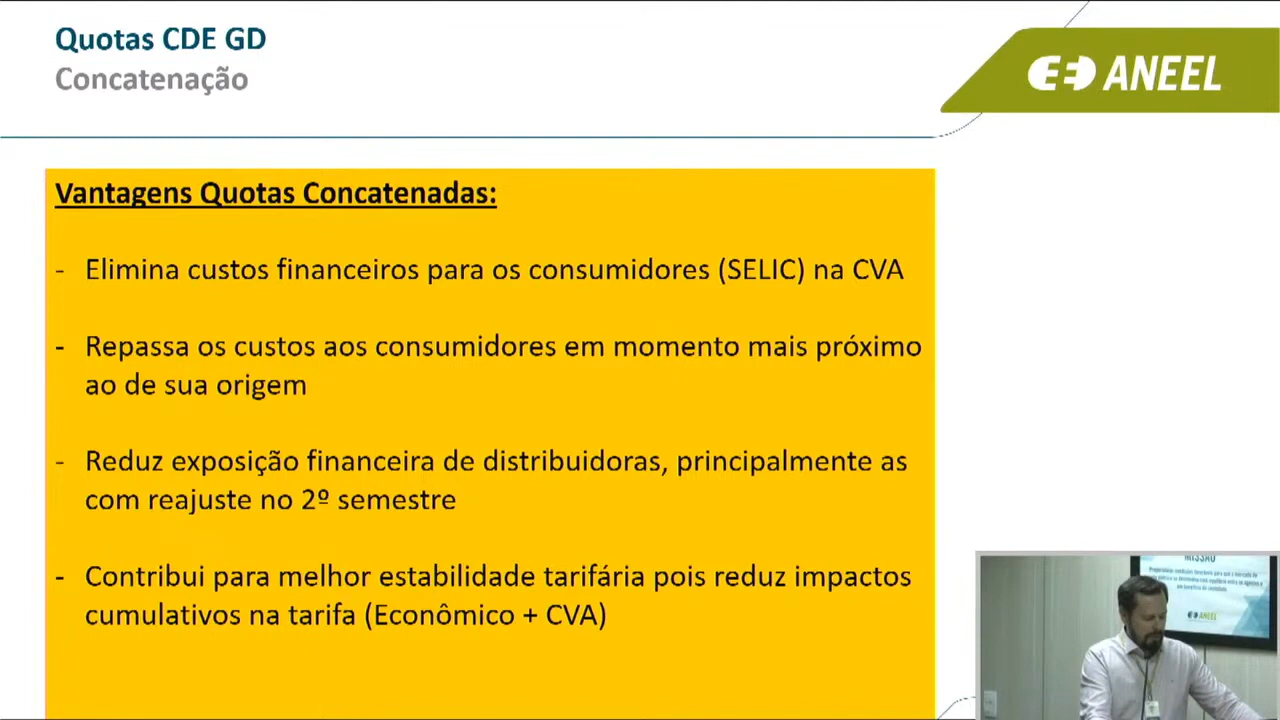 Quotas CDE GD
Concatenação
ANEEL
Vantagens Quotas Concatenadas:
- Elimina custos financeiros para os consumidores (SELIC) na CVA
- Repassa os custos aos consumidores em momento mais próximo
ao de sua origem
- Reduz exposição financeira de distribuidoras, principalmente as
com reajuste no 2º semestre
- Contribui para melhor estabilidade tarifária pois reduz impactos
cumulativos na tarifa (Econômico + CVA)
MISSÃO
ANEEL